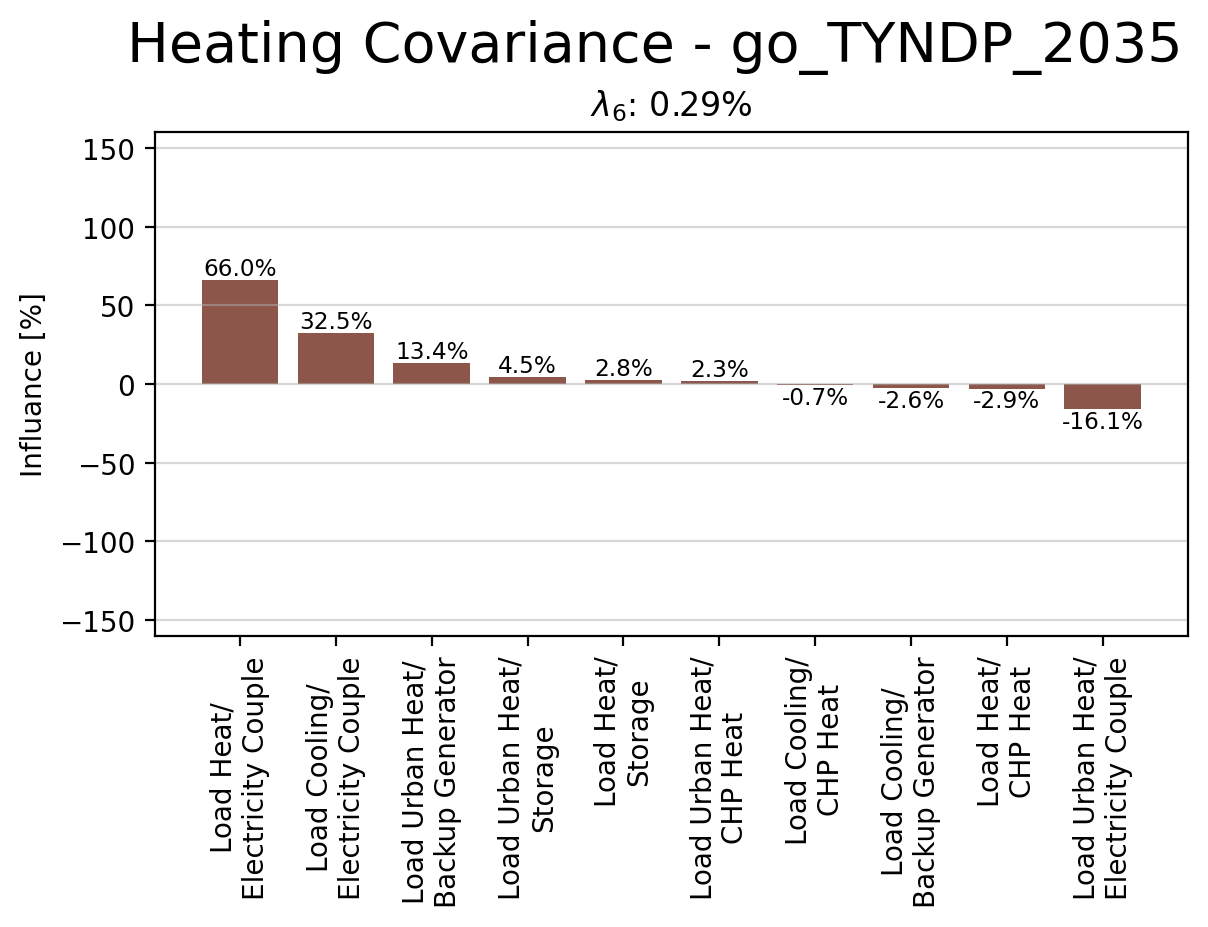 Heating Covariance - go_TYNDP_2035
λ6: 0.29%
Influance [%]
150
100
50
0
−50
−100
−150
66.0%
32.5%
13.4%
4.5%
2.8%
2.3%
-0.7%
-2.6%
-2.9%
-16.1%
Load Heat/
Electricity Couple
Load Cooling/
Electricity Couple
Load Urban Heat/
Backup Generator
Load Urban Heat/
Storage
Load Heat/
Storage
Load Urban Heat/
CHP Heat
Load Cooling/
CHP Heat
Load Cooling/
Backup Generator
Load Heat/
CHP Heat
Load Urban Heat/
Electricity Couple